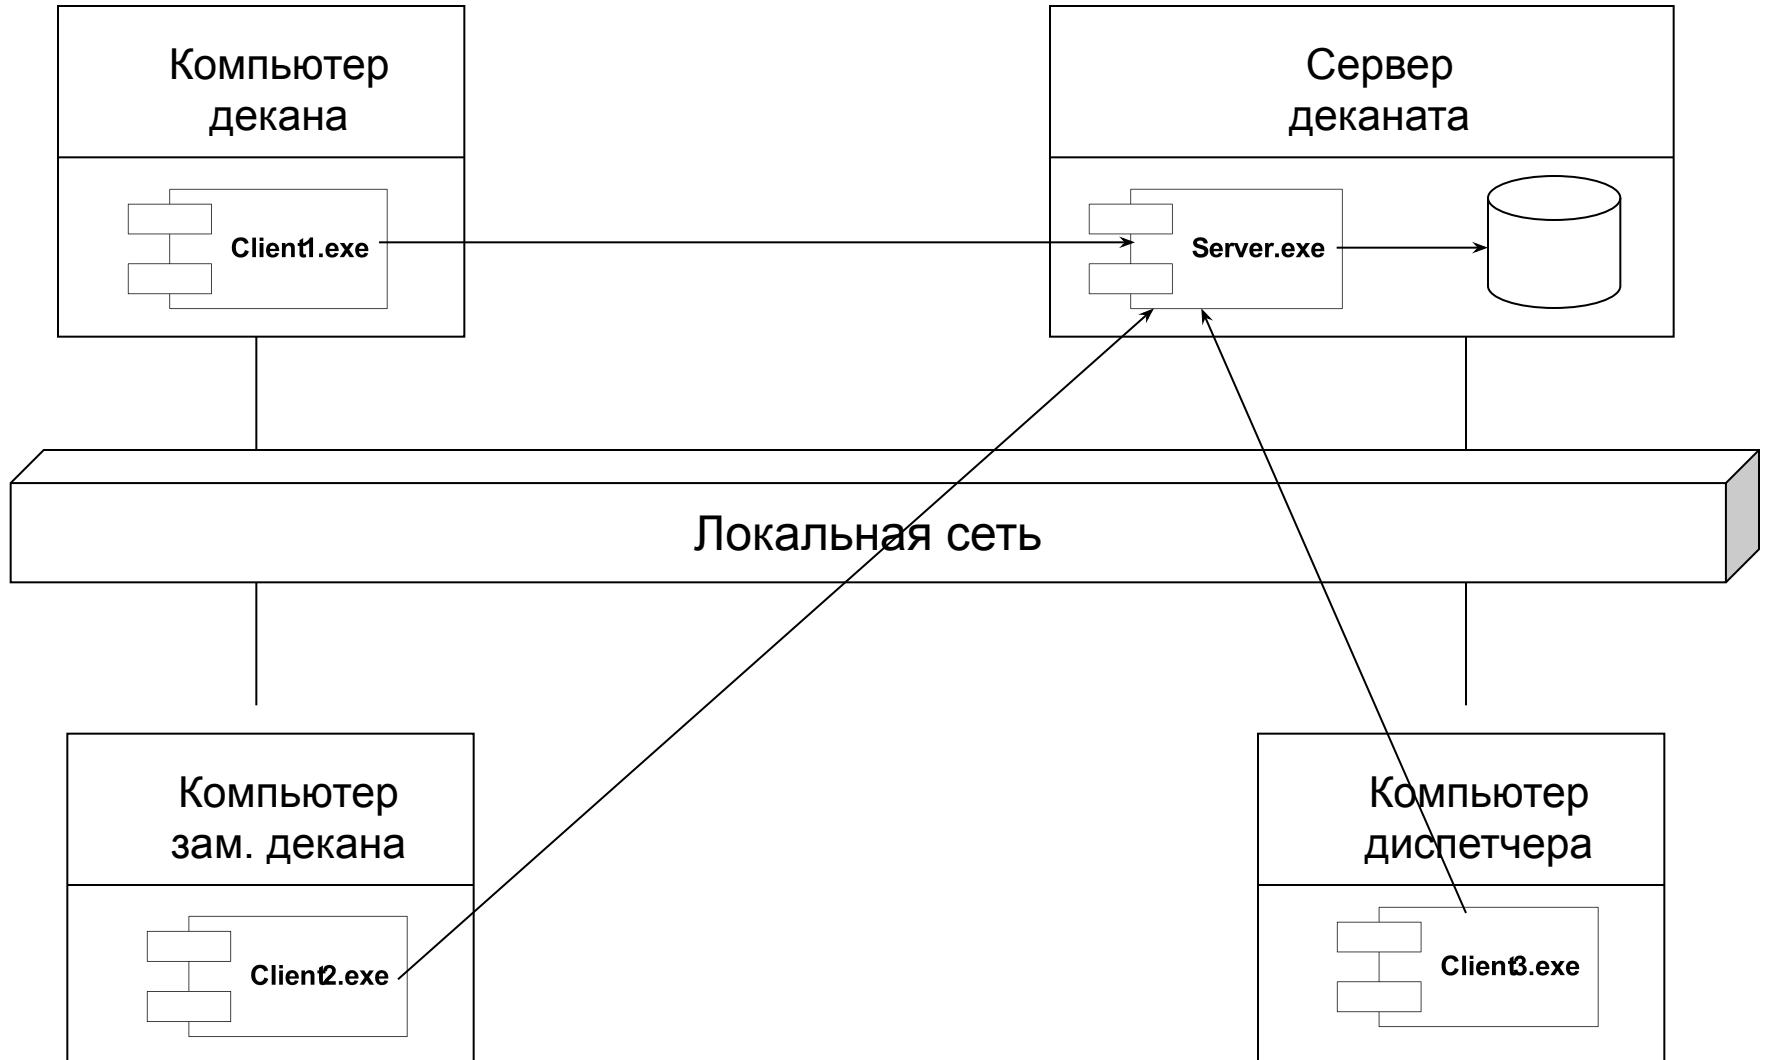 Компьютер
декана
Сервер
деканата
Client1.exe
Server.exe
Локальная сеть
Компьютер
зам. декана
Компьютер
диспетчера
Client2.exe
Client3.exe